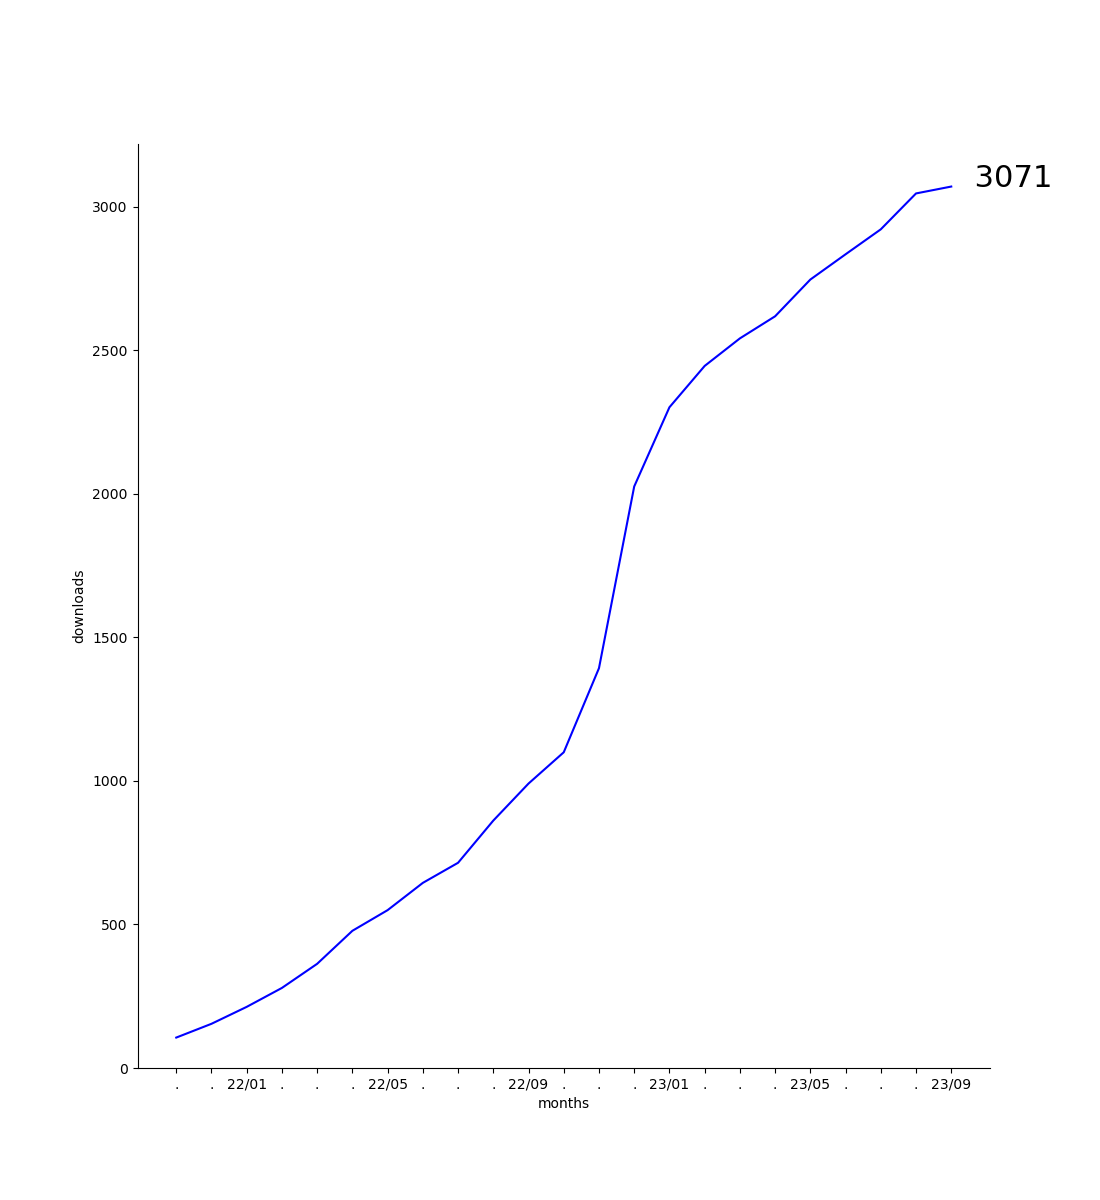 3071
3000
2500
2000
1500
1000
500
0
downloads
. . 22/01 . . . 22/05 . . . 22/09 . . . 23/01 . . . 23/05 . . . 23/09
months